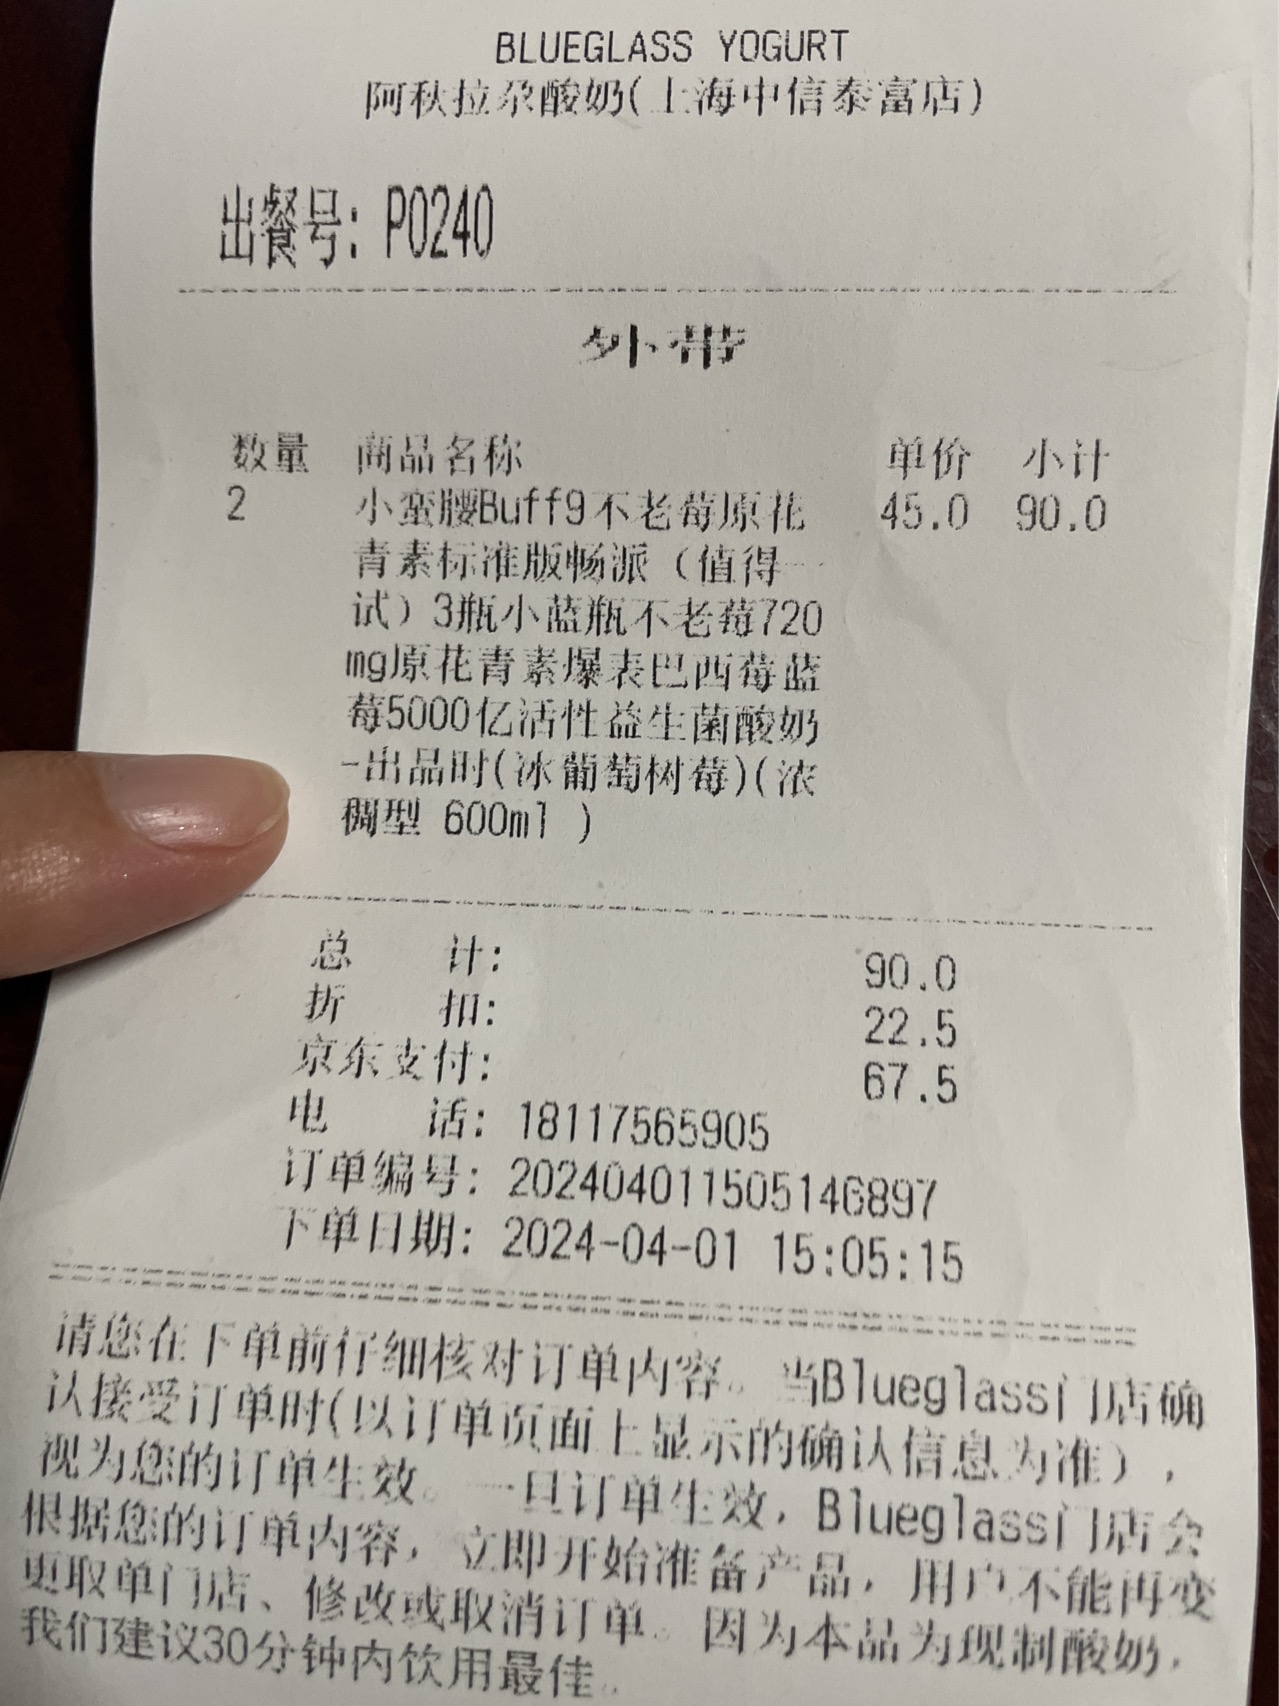 BLUEGLASS YOGURT
阿秋拉尕酸奶(上海中信泰富店)
出餐号: P0240
外带
数量 商品名称 单价 小计
2 小蛮腰Buff9不老莓原花 45.0 90.0
青素标准版畅派（值得一
试）3瓶小蓝瓶不老莓720
mg原花青素爆表巴西莓蓝
莓5000亿活性益生菌酸奶
-出品时(冰葡萄树莓)(浓
稠型 600ml )
总 计: 90.0
折 扣: 22.5
京东支付: 67.5
电 话: 18117565905
订单编号: 202404011505146897
下单日期: 2024-04-01 15:05:15
请您在下单前仔细核对订单内容。当Blueglass门店确
认接受订单时(以订单页面上显示的确认信息为准)，
视为您的订单生效。一旦订单生效，Blueglass门店会
根据您的订单内容，立即开始准备产品，用户不能再变
更取单门店、修改或取消订单。因为本品为现制酸奶，
我们建议30分钟内饮用最佳。